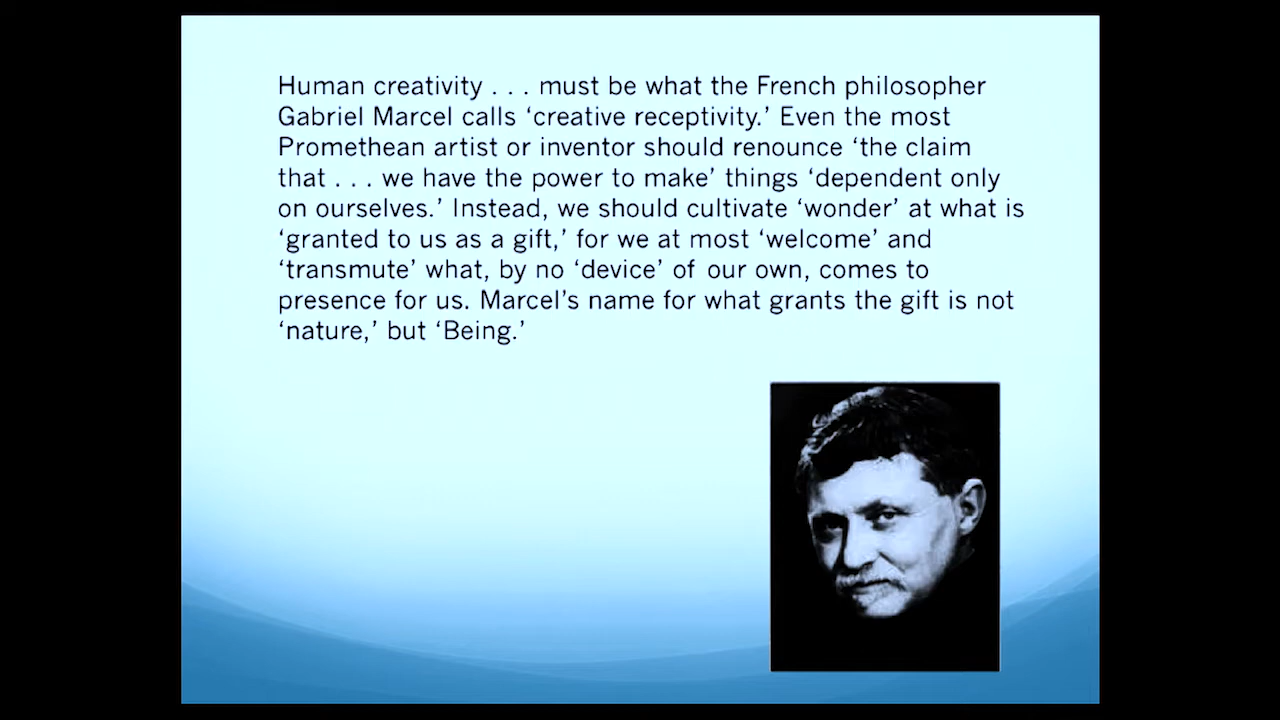 Human creativity . . . must be what the French philosopher
Gabriel Marcel calls ‘creative receptivity.’ Even the most
Promethean artist or inventor should renounce ‘the claim
that . . . we have the power to make’ things ‘dependent only
on ourselves.’ Instead, we should cultivate ‘wonder’ at what is
‘granted to us as a gift,’ for we at most ‘welcome’ and
‘transmute’ what, by no ‘device’ of our own, comes to
presence for us. Marcel’s name for what grants the gift is not
‘nature,’ but ‘Being.’